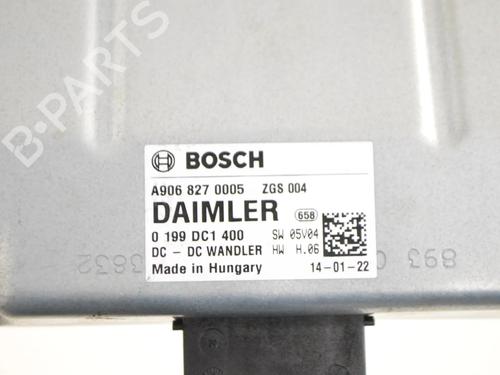 B-PARTS
BOSCH
A906 827 0005 ZGS 004
DAIMLER 658
0 199 DC1 400 SW 05V04
DC - DC WANDLER HW H.06
Made in Hungary 14-01-22
893